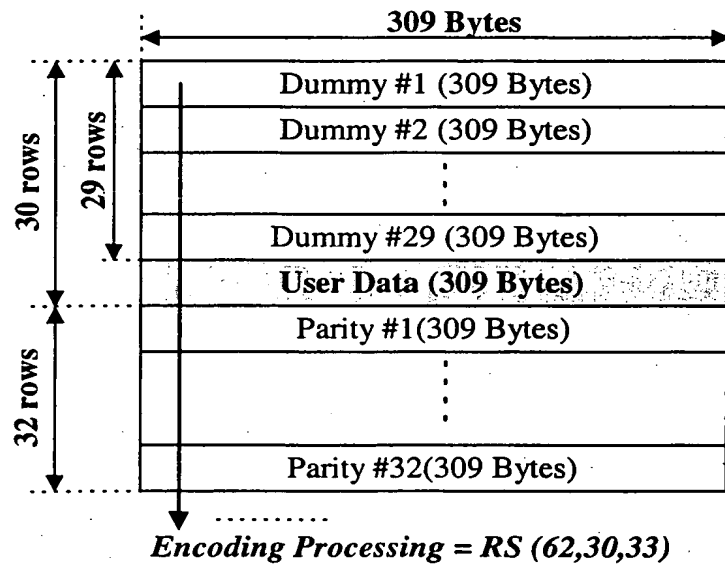 309 Bytes
Dummy #1 (309 Bytes)
Dummy #2 (309 Bytes)
Dummy #29 (309 Bytes)
User Data (309 Bytes)
Parity #1(309 Bytes)
Parity #32(309 Bytes)
30 rows
29 rows
32 rows
Encoding Processing = RS (62,30,33)